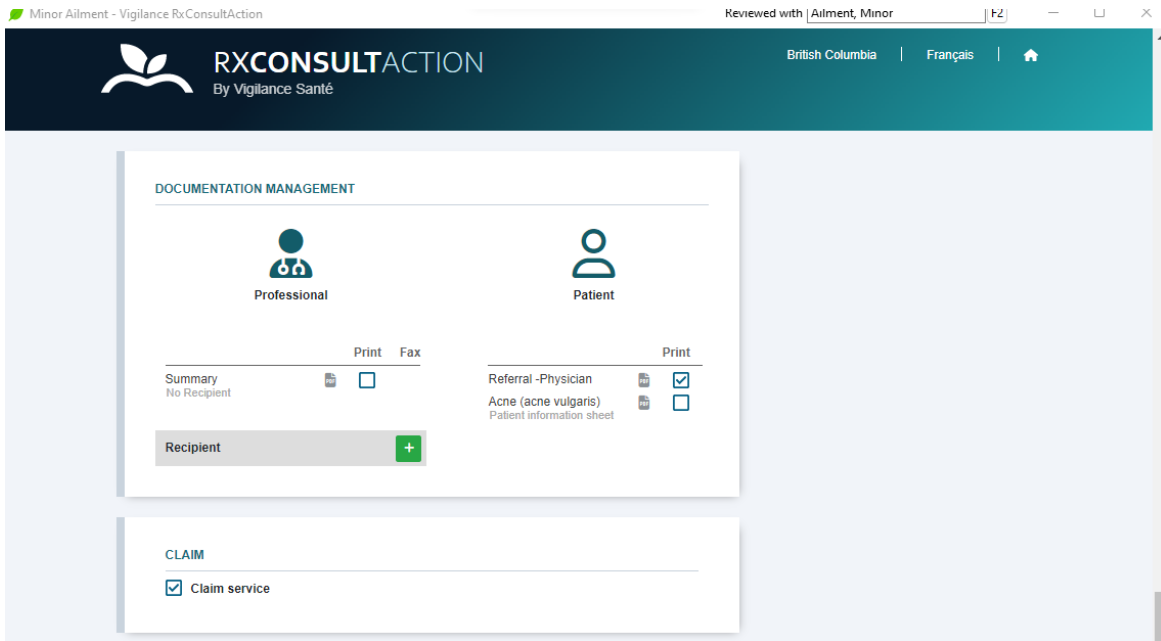 Minor Ailment - Vigilance RxConsultAction
Reviewed with Ailment, Minor F2
RXCONSULTACTION
By Vigilance Santé
British Columbia | Français |
DOCUMENTATION MANAGEMENT
Professional
Patient
Print Fax
Summary
No Recipient
Recipient +
Print
Referral -Physician
Acne (acne vulgaris)
Patient information sheet
CLAIM
Claim service